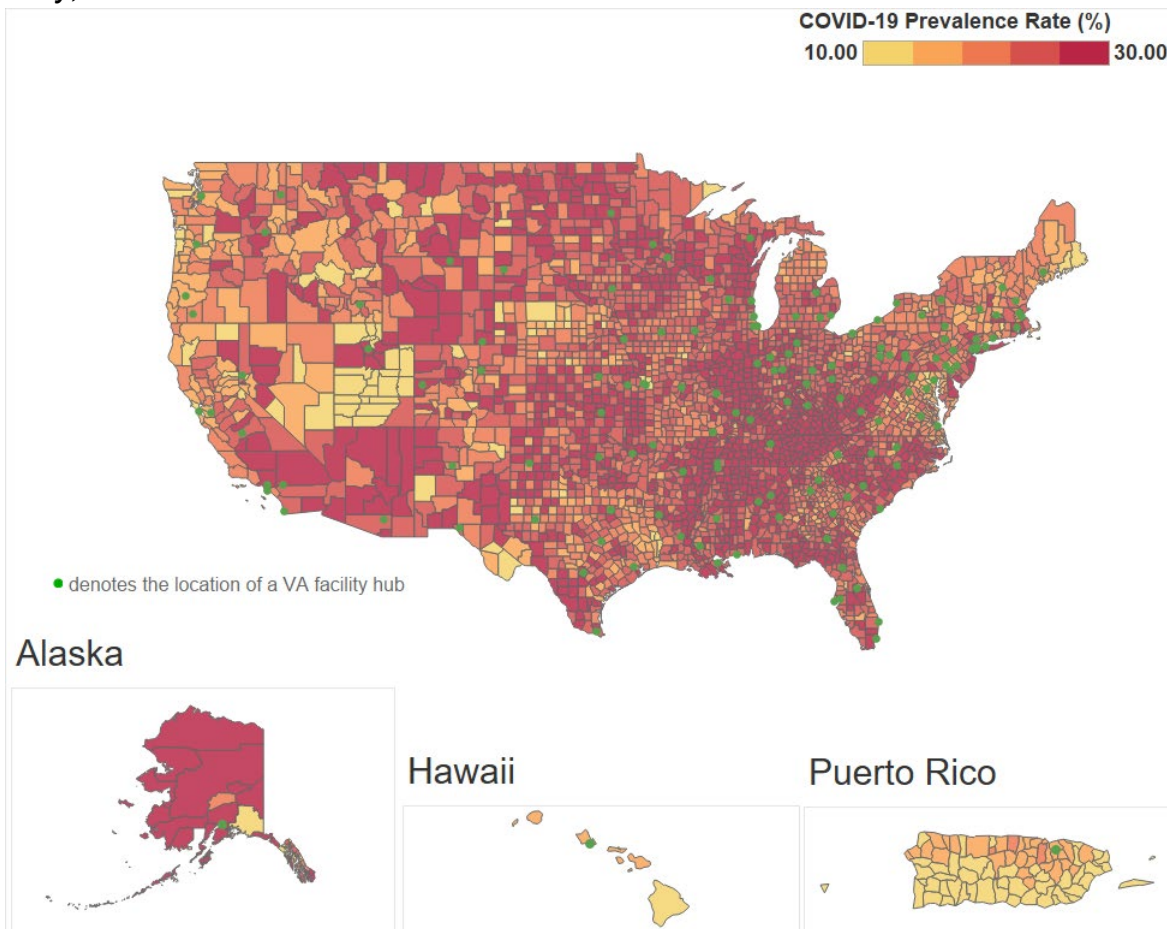 COVID-19 Prevalence Rate (%)
10.00 30.00
denotes the location of a VA facility hub
Alaska
Hawaii
Puerto Rico